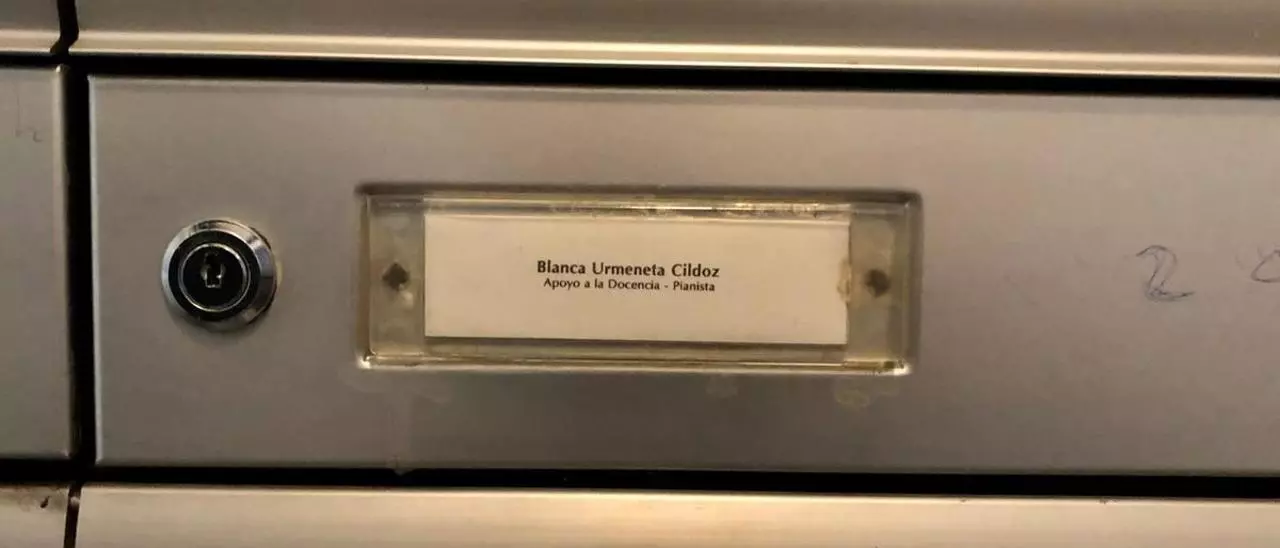 Blanca Urmeneta Cildoz
Apoyo a la Docencia - Pianista
2